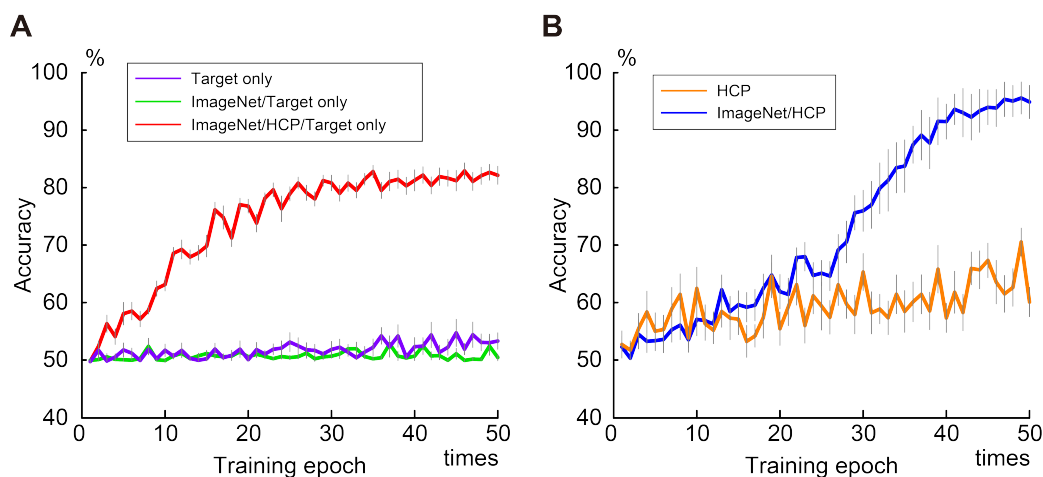 A
%
100
90
80
70
60
50
40
Accuracy
Target only
ImageNet/Target only
ImageNet/HCP/Target only
0 10 20 30 40 50
Training epoch times
B
%
100
90
80
70
60
50
40
Accuracy
HCP
ImageNet/HCP
0 10 20 30 40 50
Training epoch times